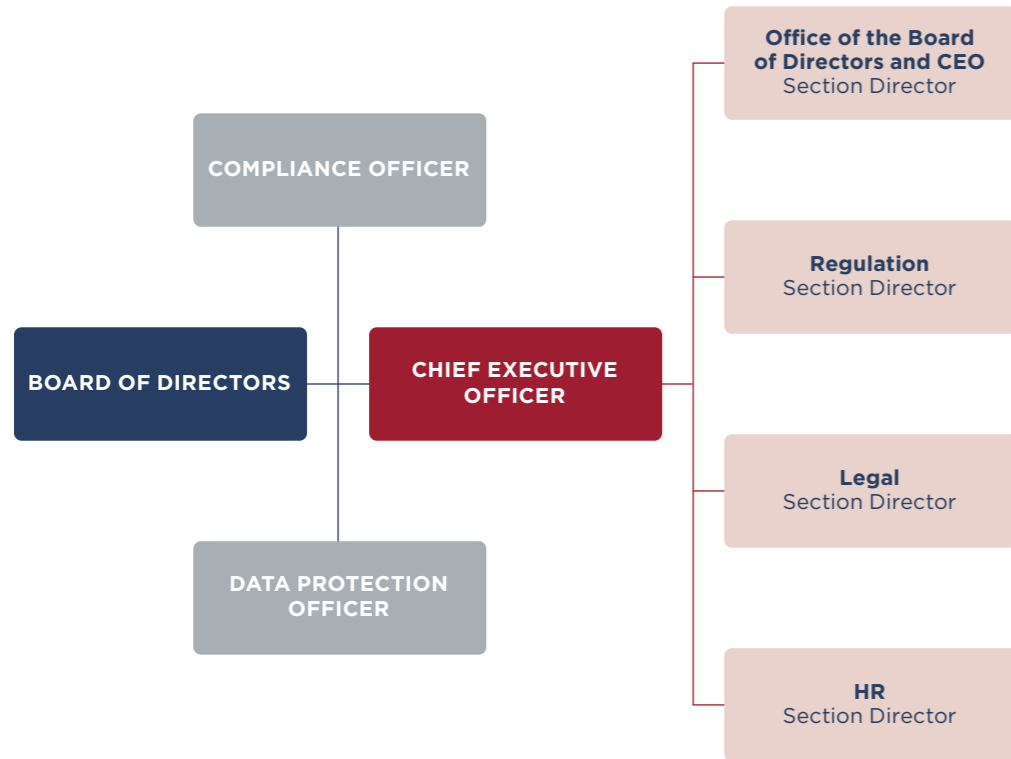 Office of the Board
of Directors and CEO
Section Director
COMPLIANCE OFFICER
Regulation
Section Director
BOARD OF DIRECTORS
CHIEF EXECUTIVE
OFFICER
Legal
Section Director
DATA PROTECTION
OFFICER
HR
Section Director